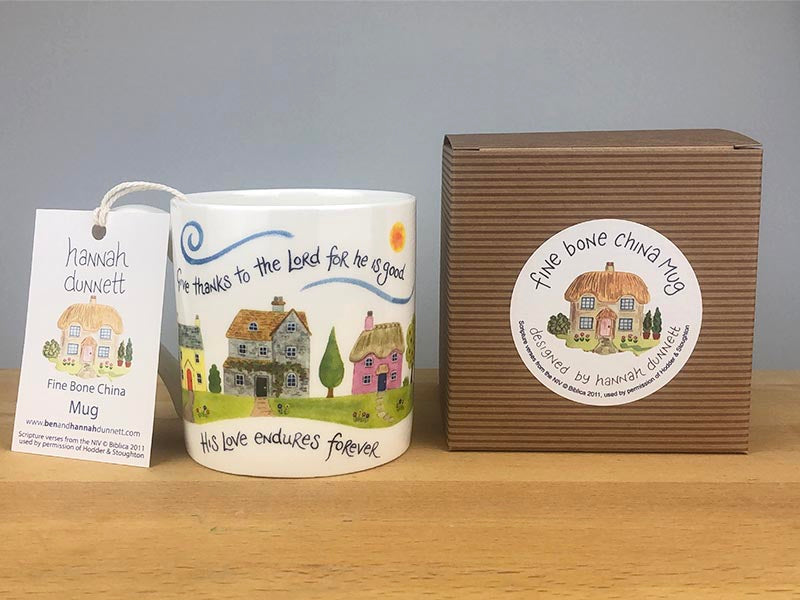 hannah
dunnett
Fine Bone China
Mug
www.benandhannahdunnett.com
Scripture verses from the NIV © Biblica 2011
used by permission of Hodder & Stoughton
Give thanks to the Lord for he is good
His Love endures forever
fine bone china Mug
designed by hannah dunnett
Scripture verses from the NIV © Biblica 2011, used by permission of Hodder & Stoughton